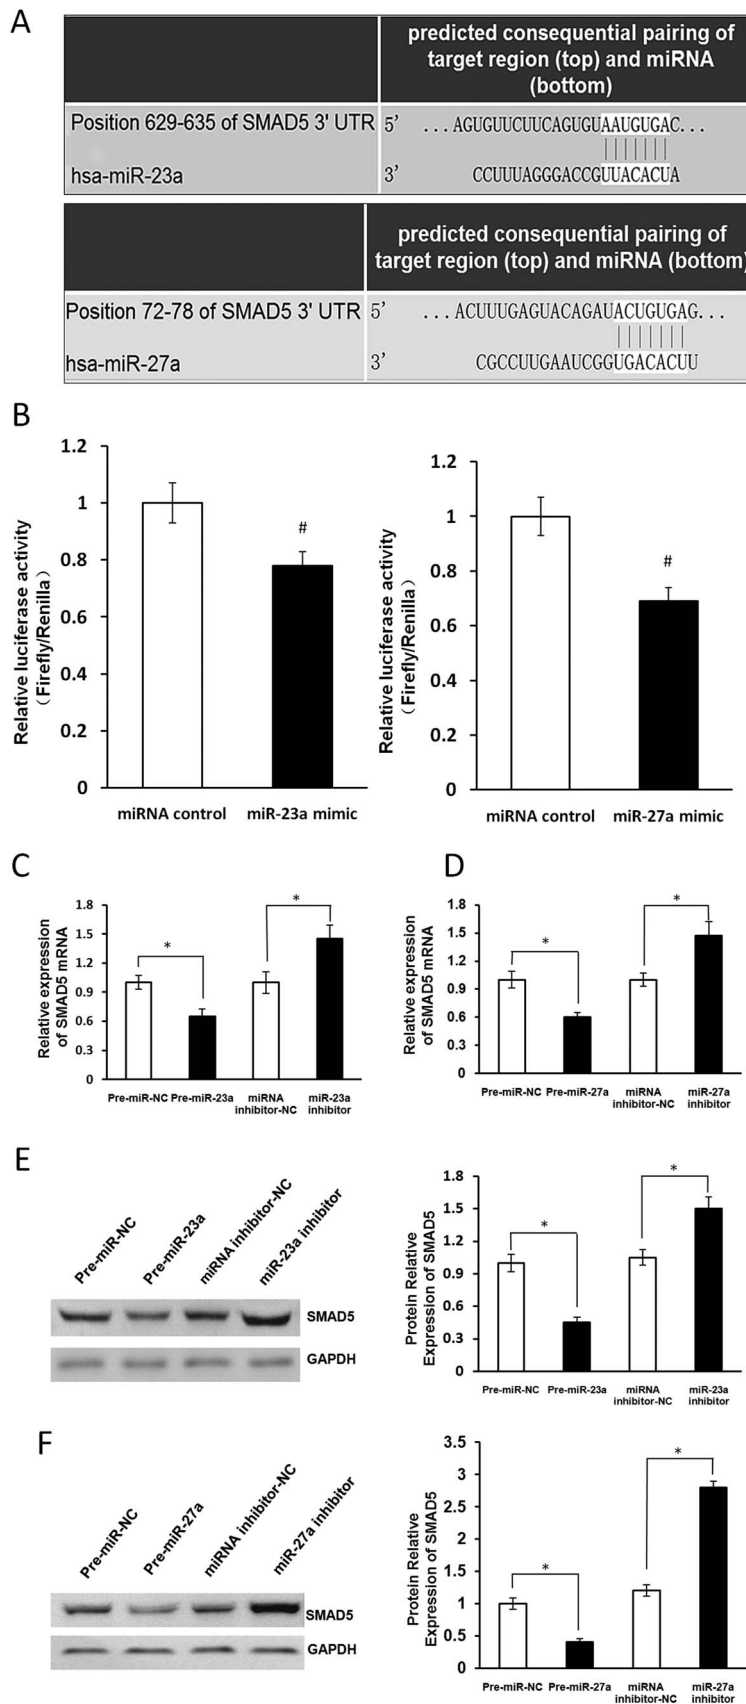 A
predicted consequential pairing of
target region (top) and miRNA
(bottom)
Position 629-635 of SMAD5 3' UTR 5' ...AGUGUUCUUCAGUGUAAUGUGAC...
hsa-miR-23a 3' CCUUUAGGGACCGUUACACUA
predicted consequential pairing of
target region (top) and miRNA (bottom)
Position 72-78 of SMAD5 3' UTR 5' ...ACUUUGAGUACAGAUACUGUGAG...
hsa-miR-27a 3' CGCCUUGAAUCGGUGACACUU
B
Relative luciferase activity
(Firefly/Renilla)
1.2
1
0.8
0.6
0.4
0.2
0
#
miRNA control miR-23a mimic
Relative luciferase activity
(Firefly/Renilla)
1.2
1
0.8
0.6
0.4
0.2
0
#
miRNA control miR-27a mimic
C
Relative expression
of SMAD5 mRNA
1.8
1.5
1.2
0.9
0.6
0.3
0
*
*
Pre-miR-NC Pre-miR-23a miRNA inhibitor-NC miR-23a inhibitor
D
Relative expression
of SMAD5 mRNA
1.8
1.5
1.2
0.9
0.6
0.3
0
*
*
Pre-miR-NC Pre-miR-27a miRNA inhibitor-NC miR-27a inhibitor
E
Pre-miR-NC
Pre-miR-23a
miRNA inhibitor-NC
miR-23a inhibitor
SMAD5
GAPDH
Protein Relative
Expression of SMAD5
1.8
1.5
1.2
0.9
0.6
0.3
0
*
*
Pre-miR-NC Pre-miR-23a miRNA inhibitor-NC miR-23a inhibitor
F
Pre-miR-NC
Pre-miR-27a
miRNA inhibitor-NC
miR-27a inhibitor
SMAD5
GAPDH
Protein Relative
Expression of SMAD5
3.5
3
2.5
2
1.5
1
0.5
0
*
*
Pre-miR-NC Pre-miR-27a miRNA inhibitor-NC miR-27a inhibitor